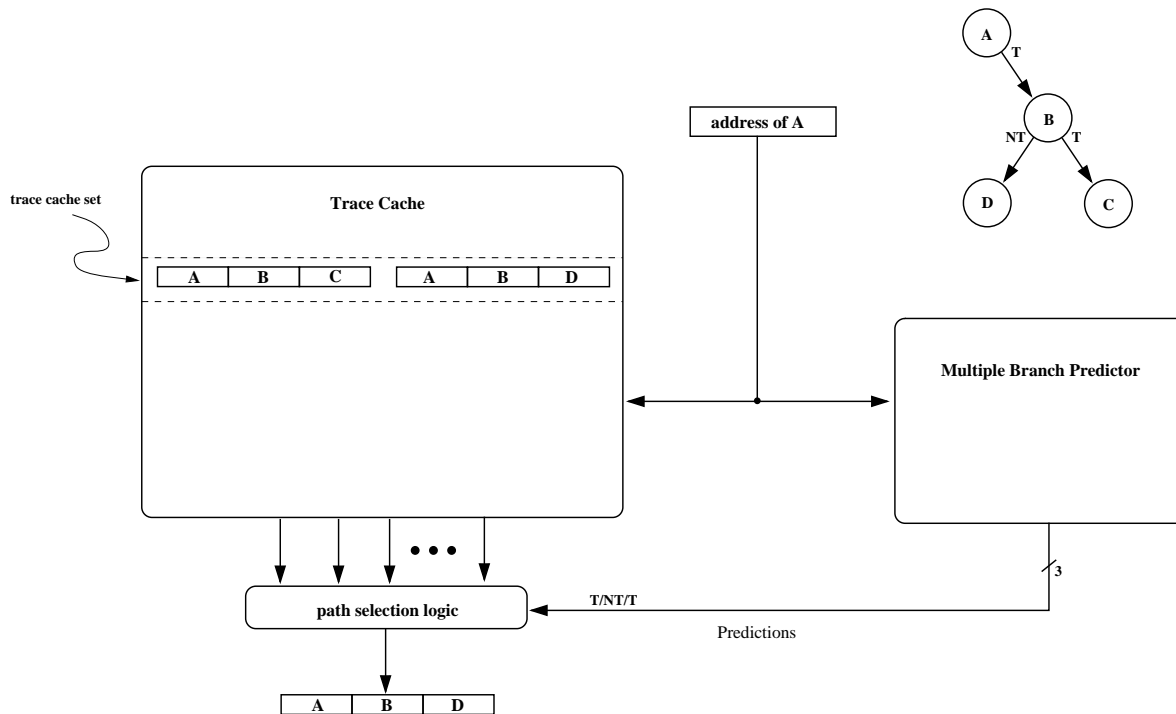 A
T
address of A
B
NT
T
D
C
trace cache set
Trace Cache
A B C A B D
Multiple Branch Predictor
3
T/NT/T
path selection logic
Predictions
A B D